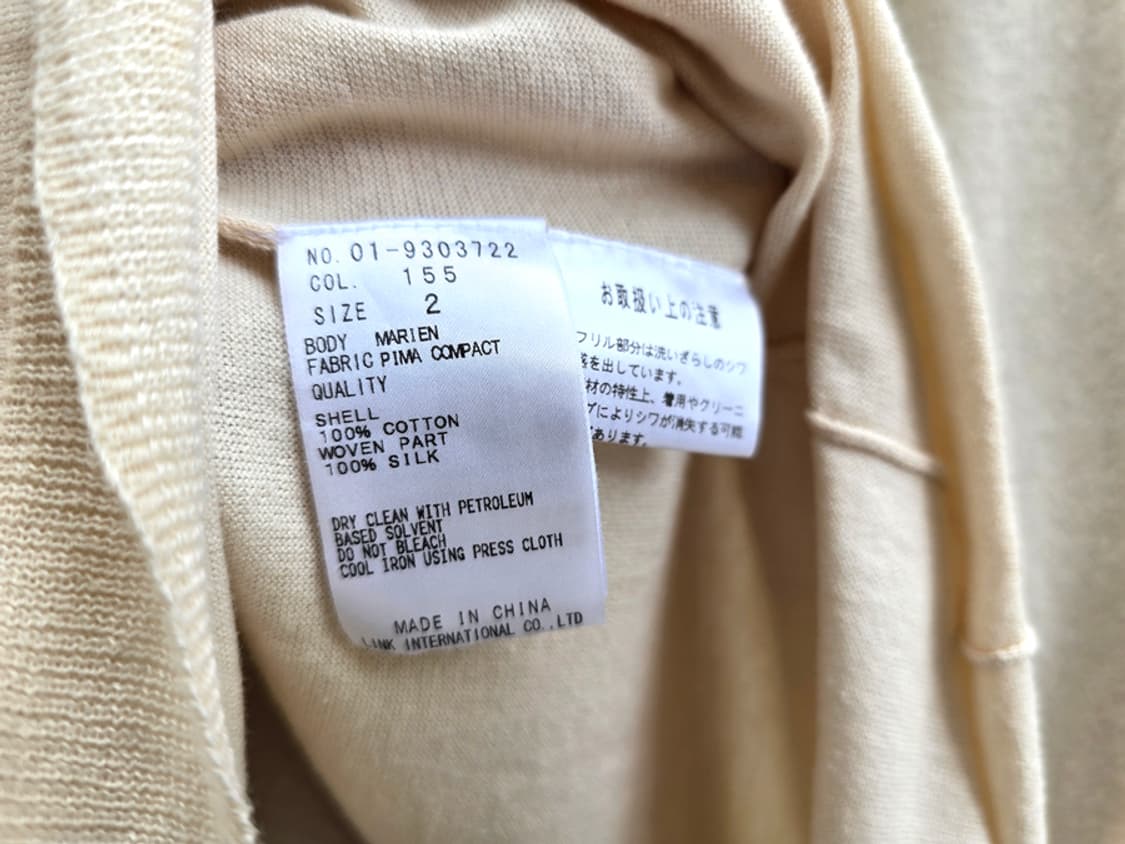 NO. 01-9303722
COL. 155
SIZE 2
BODY MARIEN
FABRIC PIMA COMPACT
QUALITY
SHELL
100% COTTON
WOVEN PART
100% SILK
DRY CLEAN WITH PETROLEUM
BASED SOLVENT
DO NOT BLEACH
COOL IRON USING PRESS CLOTH
MADE IN CHINA
LINK INTERNATIONAL CO.,LTD
お取扱い上の注意
フリル部分は洗いざらしのシワ
感を出しています。
材の特性上、着用やクリーニ
グによりシワが消失する可能
があります。